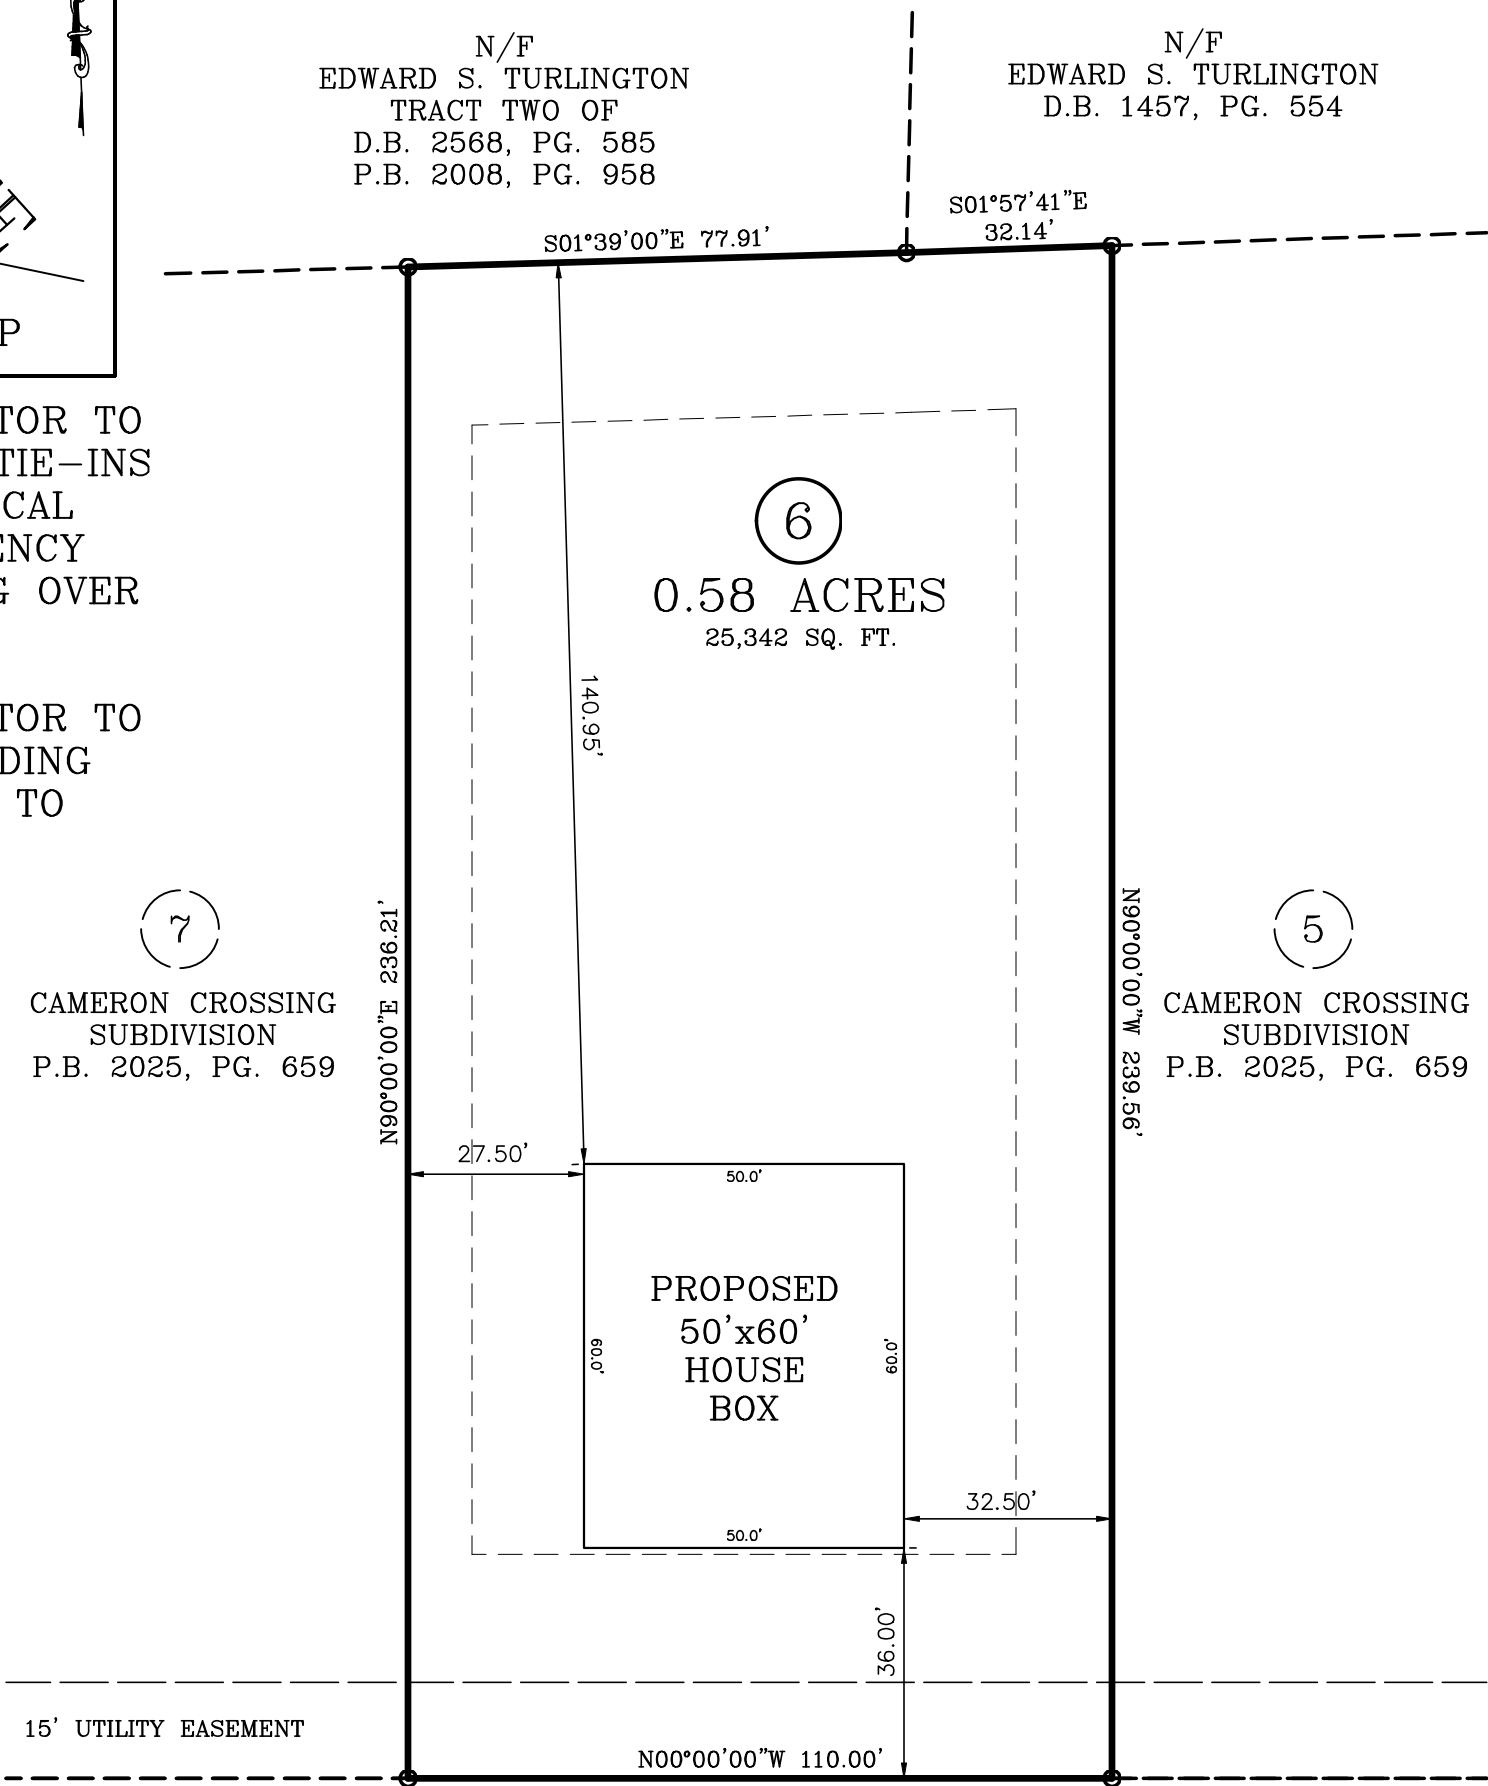 N/F
EDWARD S. TURLINGTON
TRACT TWO OF
D.B. 2568, PG. 585
P.B. 2008, PG. 958
N/F
EDWARD S. TURLINGTON
D.B. 1457, PG. 554
S01°39'00"E 77.91'
S01°57'41"E
32.14'
P
TOR TO
TIE-INS
CAL
ENCY
G OVER
TOR TO
DING
TO
6
0.58 ACRES
25,342 SQ. FT.
140.95'
7
CAMERON CROSSING
SUBDIVISION
P.B. 2025, PG. 659
N90°00'00"E 236.21'
N90°00'00"W 239.56'
5
CAMERON CROSSING
SUBDIVISION
P.B. 2025, PG. 659
27.50'
50.0'
PROPOSED
50'x60'
HOUSE
BOX
60.0'
60.0'
50.0'
32.50'
36.00'
15' UTILITY EASEMENT
N00°00'00"W 110.00'